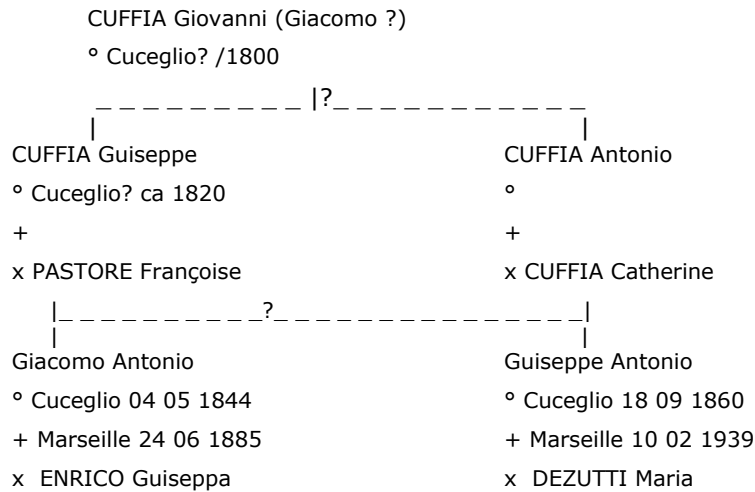 CUFFIA Giovanni (Giacomo ?)
° Cuceglio? /1800
_ _ _ _ _ _ _ _ _ |?_ _ _ _ _ _ _ _ _ _ _
| |
CUFFIA Guiseppe CUFFIA Antonio
° Cuceglio? ca 1820 °
+ +
x PASTORE Françoise x CUFFIA Catherine
|_ _ _ _ _ _ _ _ _ _?_ _ _ _ _ _ _ _ _ _ _ _ _ _ _|
| |
Giacomo Antonio Guiseppe Antonio
° Cuceglio 04 05 1844 ° Cuceglio 18 09 1860
+ Marseille 24 06 1885 + Marseille 10 02 1939
x ENRICO Guiseppa x DEZUTTI Maria